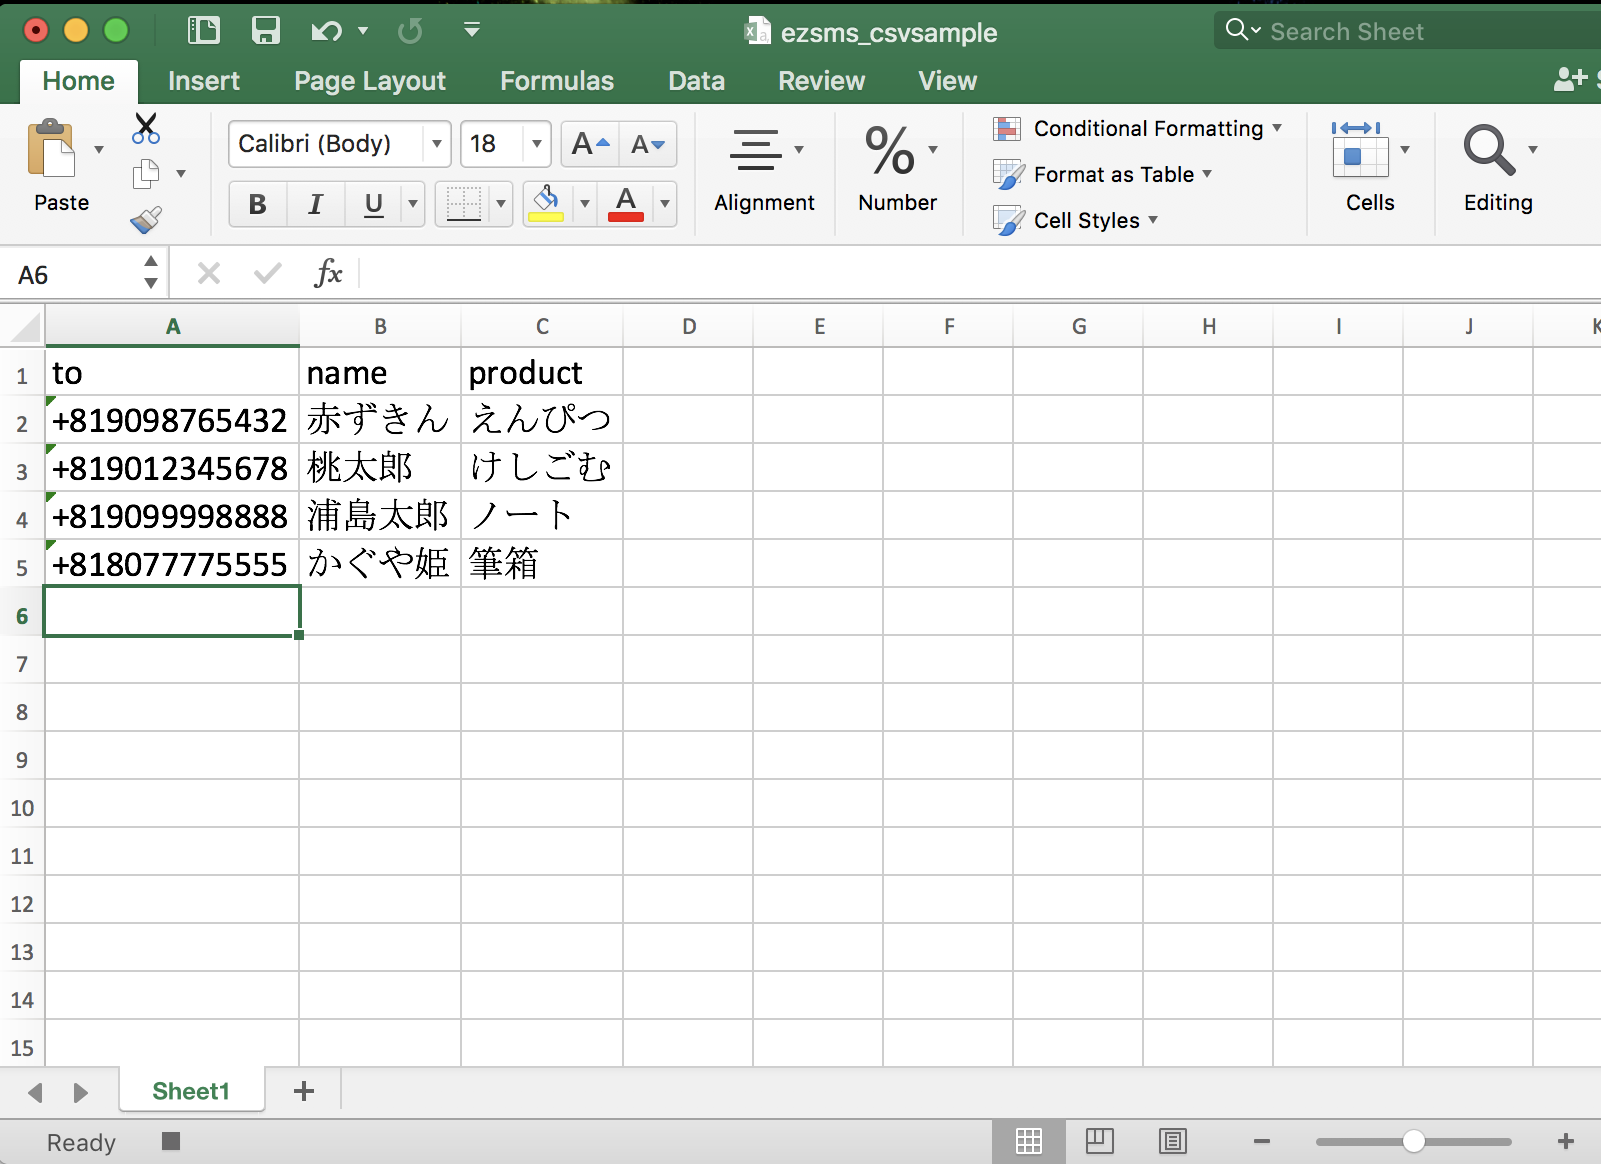 ezsms_csvsample
Search Sheet
Home Insert Page Layout Formulas Data Review View
Paste
Calibri (Body) 18
A A
B I U A
Alignment
%
Number
Conditional Formatting
Format as Table
Cell Styles
Cells
Editing
A6 fx
A B C D E F G H I J K
1 to name product
2 +819098765432 赤ずきん えんぴつ
3 +819012345678 桃太郎 けしごむ
4 +819099998888 浦島太郎 ノート
5 +818077775555 かぐや姫 筆箱
6
7
8
9
10
11
12
13
14
15
Sheet1 +
Ready